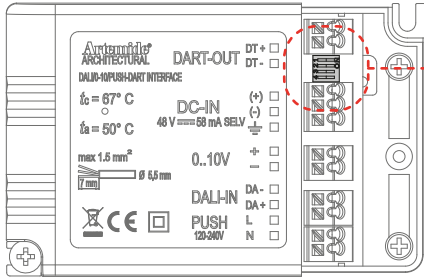 Artemide®
ARCHITECTURAL
DALI/0-10/PUSH-DART INTERFACE
tc = 67° C
ta = 50° C
max 1.5 mm²
7 mm
Ø 5,5 mm
CE
DART-OUT DT +
DT -
DC-IN (+)
(-)
48 V 58 mA SELV
0..10V +
−
DALI-IN DA -
DA +
PUSH L
120-240V N